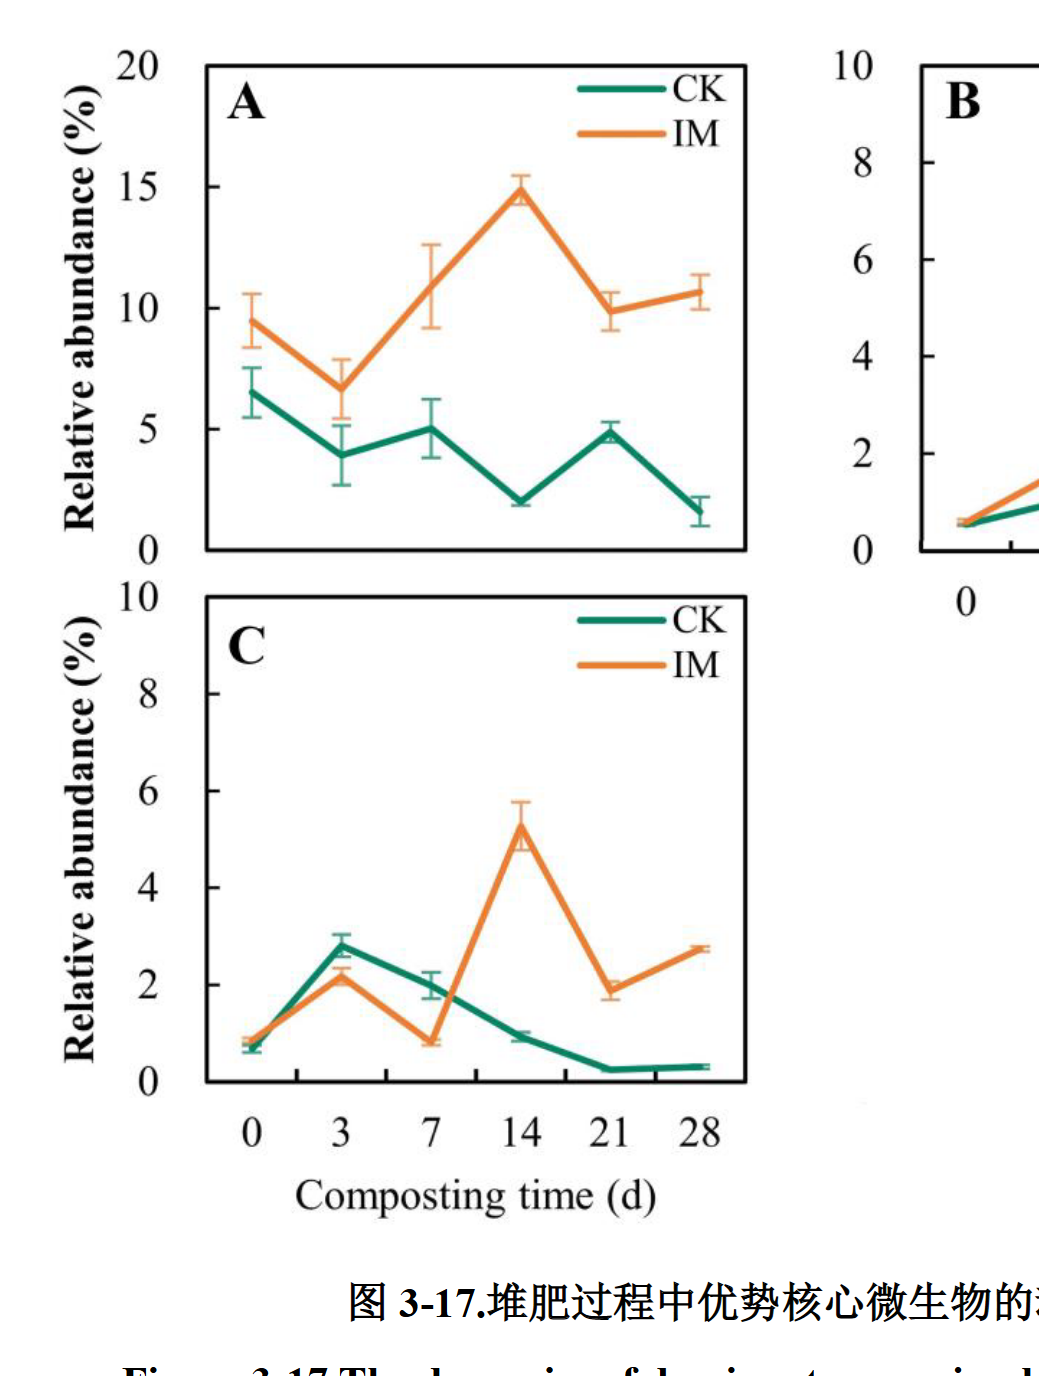 20
15
10
5
0
Relative abundance (%)
A
CK
IM
10
8
6
4
2
0
B
0
10
8
6
4
2
0
Relative abundance (%)
C
CK
IM
0 3 7 14 21 28
Composting time (d)
图 3-17.堆肥过程中优势核心微生物的